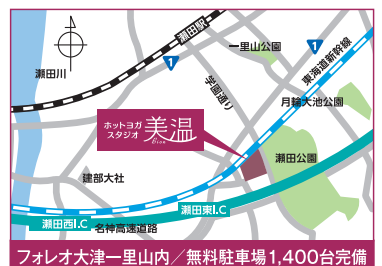 瀬田駅
一里山公園
1
1
東海道新幹線
瀬田川
学園通り
月輪大池公園
ホットヨガ
スタジオ
美温
Bion
瀬田公園
建部大社
瀬田東I.C
瀬田西I.C
名神高速道路
フォレオ大津一里山内/無料駐車場1,400台完備